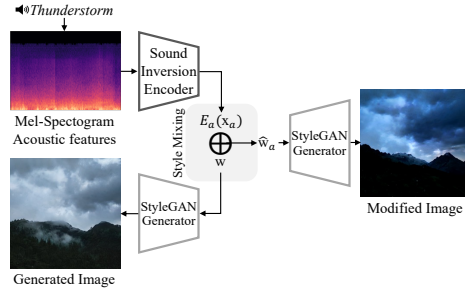 Thunderstorm
Sound
Inversion
Encoder
Mel-Spectogram
Acoustic features
Style Mixing
E_a(x_a)
w
ŵ_a
StyleGAN
Generator
Modified Image
StyleGAN
Generator
Generated Image